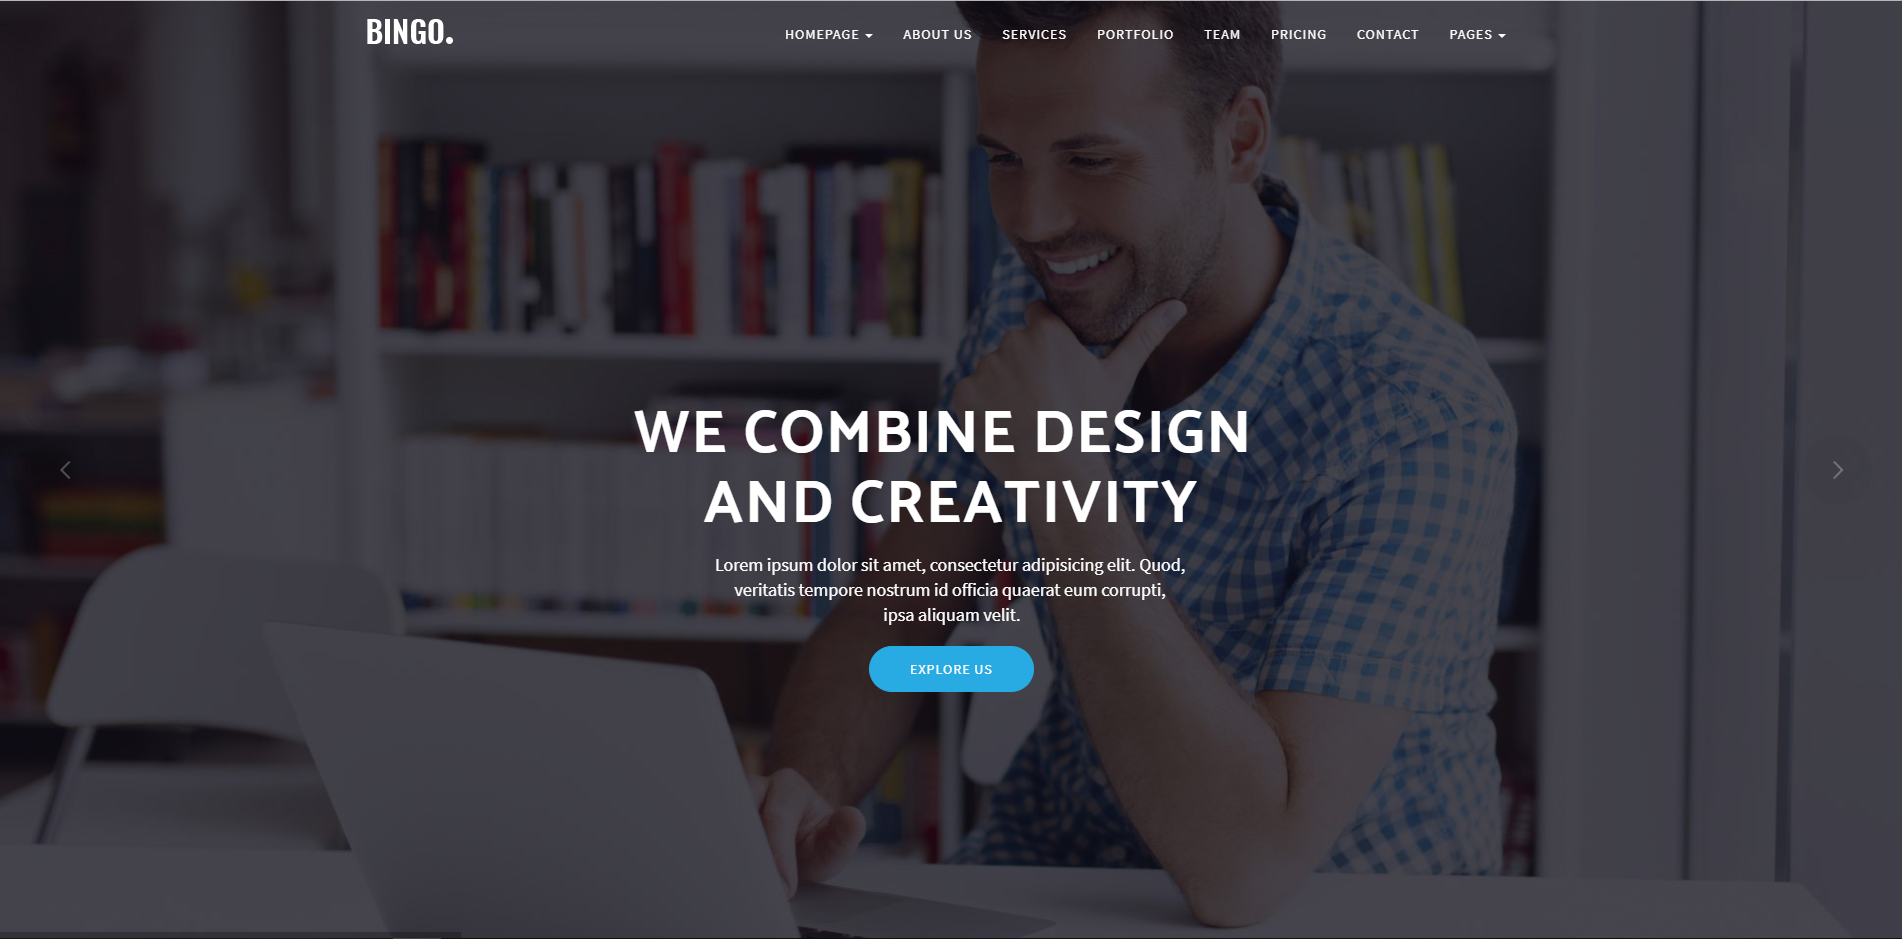 BINGO.
HOMEPAGE ABOUT US SERVICES PORTFOLIO TEAM PRICING CONTACT PAGES
WE COMBINE DESIGN
AND CREATIVITY
Lorem ipsum dolor sit amet, consectetur adipisicing elit. Quod,
veritatis tempore nostrum id officia quaerat eum corrupti,
ipsa aliquam velit.
EXPLORE US